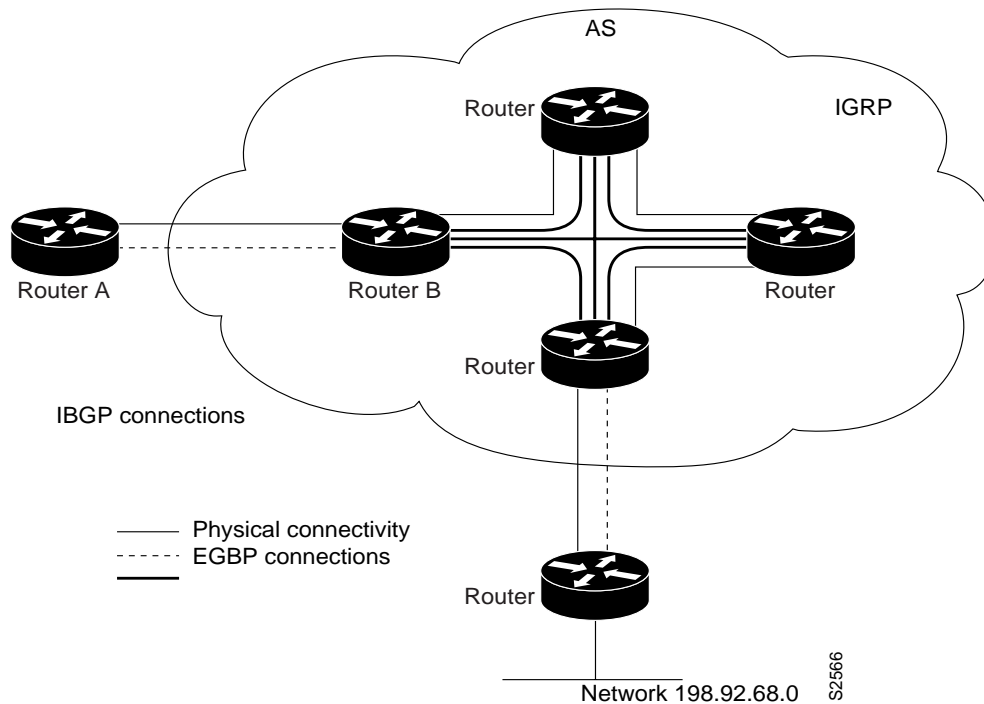 AS
Router
IGRP
Router A
Router B
Router
Router
IBGP connections
Physical connectivity
EGBP connections
Router
Network 198.92.68.0
S2566